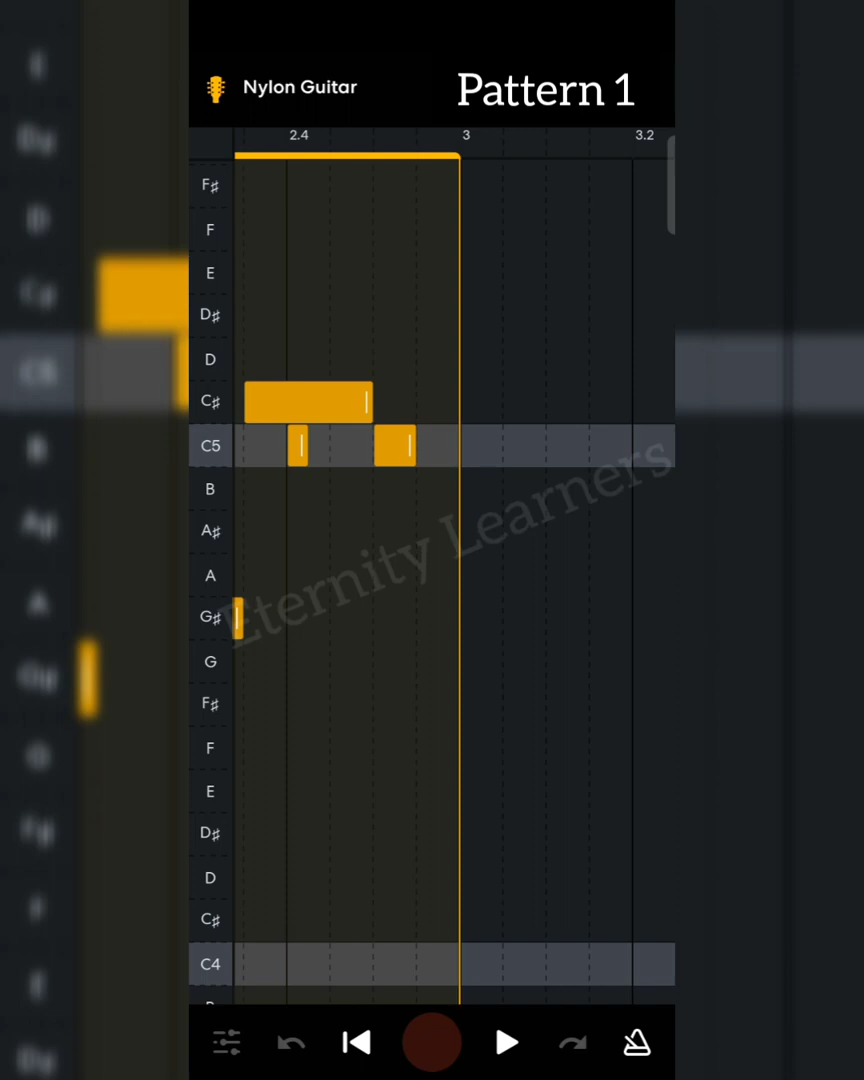 Nylon Guitar
Pattern 1
2.4 3 3.2
F♯
F
E
D♯
D
C♯
C5
B
A♯
A
G♯
G
F♯
F
E
D♯
D
C♯
C4
Eternity Learners